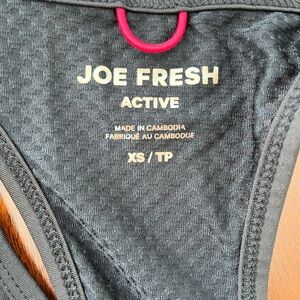 JOE FRESH
ACTIVE
MADE IN CAMBODIA
FABRIQUÉ AU CAMBODGE
XS / TP